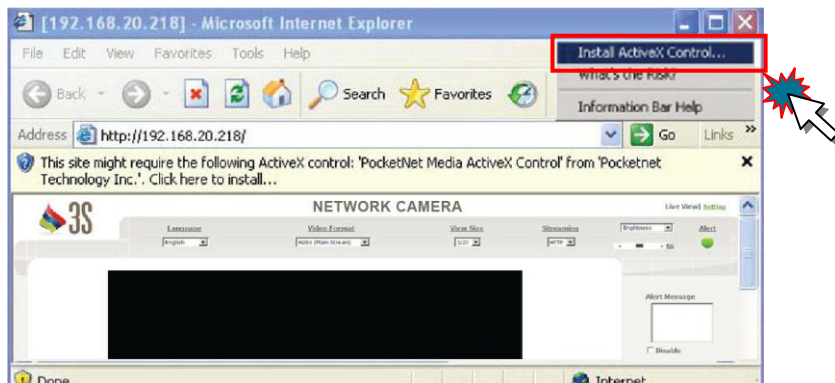 [192.168.20.218] - Microsoft Internet Explorer
File Edit View Favorites Tools Help
Install ActiveX Control...
What's the Risk?
Information Bar Help
Back Search Favorites
Address http://192.168.20.218/ Go Links »
This site might require the following ActiveX control: 'PocketNet Media ActiveX Control' from 'Pocketnet
Technology Inc.'. Click here to install...
3S
NETWORK CAMERA
Live View| Setting
Language Video Format View Size Streaming Brightness Alert
English H264 (Main Stream) 1/2X HTTP - + 50
Alert Message
Disable
Done Internet